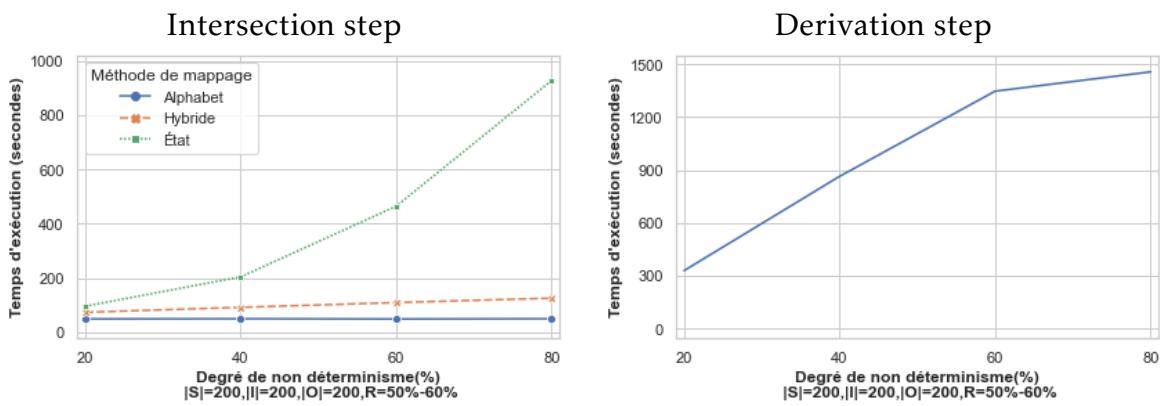 Intersection step
Temps d'exécution (secondes)
1000
800
600
400
200
0
Méthode de mappage
Alphabet
Hybride
État
20
40
60
80
Degré de non déterminisme(%)
|S|=200,|I|=200,|O|=200,R=50%-60%
Derivation step
Temps d'exécution (secondes)
1500
1200
900
600
300
0
20
40
60
80
Degré de non déterminisme(%)
|S|=200,|I|=200,|O|=200,R=50%-60%